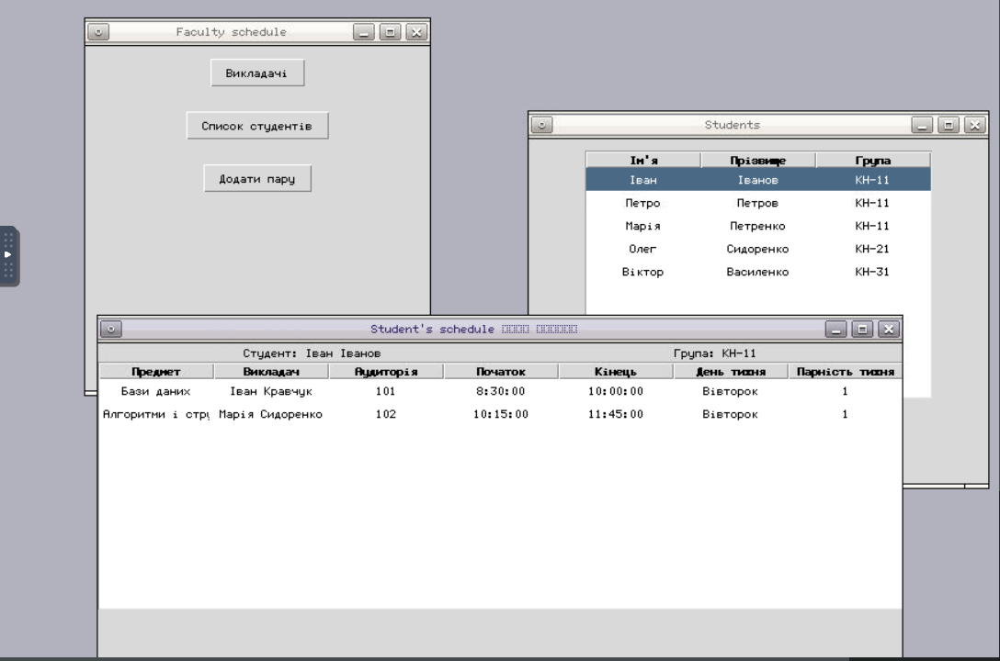 Faculty schedule
Викладачі
Список студентів
Додати пару
Students
Ім'я Прізвище Група
Іван Іванов КН-11
Петро Петров КН-11
Марія Петренко КН-11
Олег Сидоренко КН-21
Віктор Василенко КН-31
Student's schedule
Студент: Іван Іванов Група: КН-11
Предмет Викладач Аудиторія Початок Кінець День тижня Парність тижня
Бази даних Іван Кравчук 101 8:30:00 10:00:00 Вівторок 1
Алгоритми і стру Марія Сидоренко 102 10:15:00 11:45:00 Вівторок 1